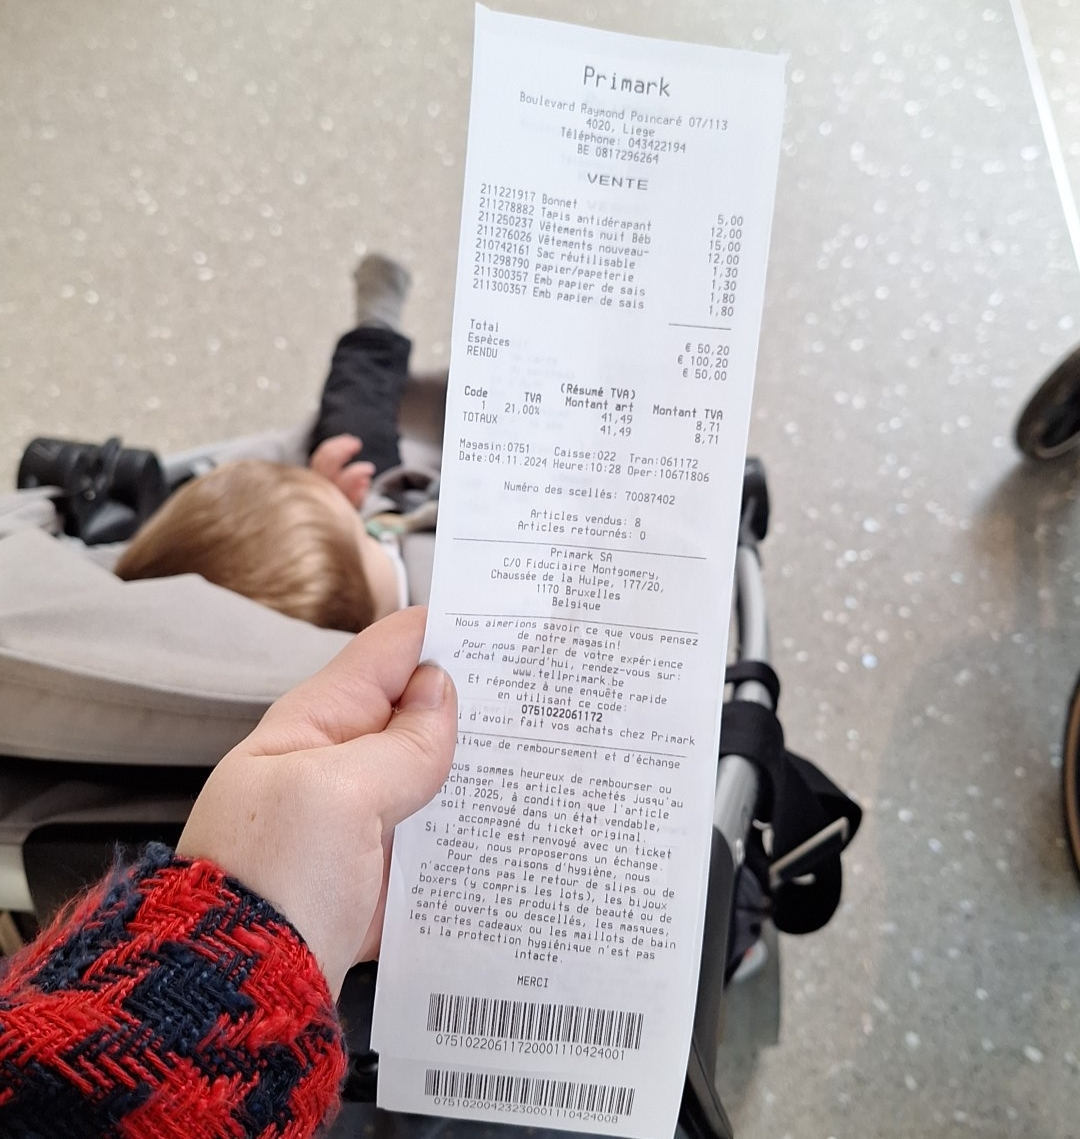 Primark
Boulevard Raymond Poincaré 07/113
4020, Liege
Téléphone: 043422194
BE 0817296264
VENTE
211221917 Bonnet 5,00
211278882 Tapis antidérapant 12,00
211250237 Vêtements nuit Béb 15,00
211276026 Vêtements nouveau- 12,00
210742161 Sac réutilisable 1,30
211298790 papier/papeterie 1,30
211300357 Emb papier de sais 1,80
211300357 Emb papier de sais 1,80
Total € 50,20
Espèces € 100,20
RENDU € 50,00
(Résumé TVA)
Code TVA Montant art Montant TVA
1 21,00% 41,49 8,71
TOTAUX 41,49 8,71
Magasin:0751 Caisse:022 Tran:061172
Date:04.11.2024 Heure:10:28 Oper:10671806
Numéro des scellés: 70087402
Articles vendus: 8
Articles retournés: 0
Primark SA
C/O Fiduciaire Montgomery,
Chaussée de la Hulpe, 177/20,
1170 Bruxelles
Belgique
Nous aimerions savoir ce que vous pensez
de notre magasin!
Pour nous parler de votre expérience
d'achat aujourd'hui, rendez-vous sur:
www.tellprimark.be
Et répondez à une enquête rapide
en utilisant ce code:
0751022061172
i d'avoir fait vos achats chez Primark
itique de remboursement et d'échange
ous sommes heureux de rembourser ou
échanger les articles achetés jusqu'au
1.01.2025, à condition que l'article
soit renvoyé dans un état vendable,
accompagné du ticket original.
Si l'article est renvoyé avec un ticket
cadeau, nous proposerons un échange.
Pour des raisons d'hygiène, nous
n'acceptons pas le retour de slips ou de
boxers (y compris les lots), les bijoux
de piercing, les produits de beauté ou de
santé ouverts ou descellés, les masques,
les cartes cadeaux ou les maillots de bain
si la protection hygiénique n'est pas
intacte.
MERCI
07510220611720001110424001
07510200423230001110424008